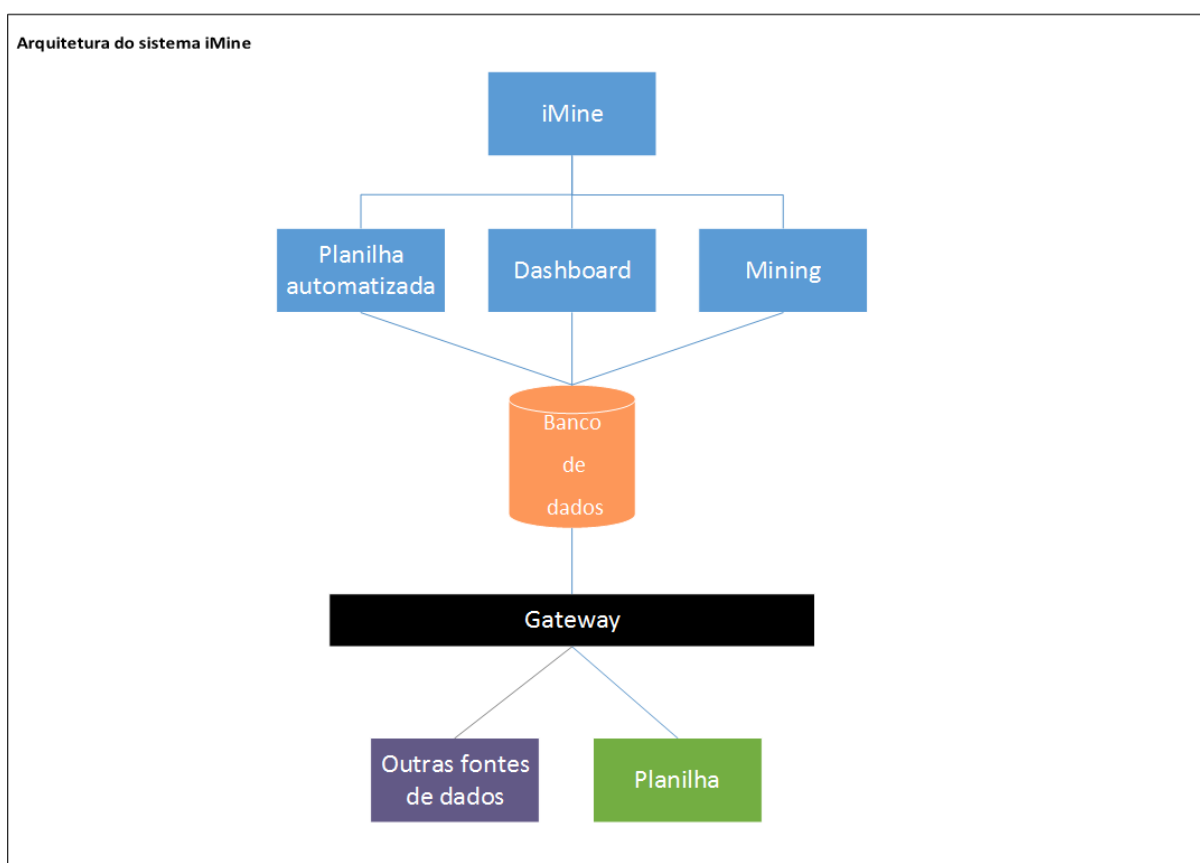 Arquitetura do sistema iMine
iMine
Planilha
automatizada
Dashboard
Mining
Banco
de
dados
Gateway
Outras fontes
de dados
Planilha